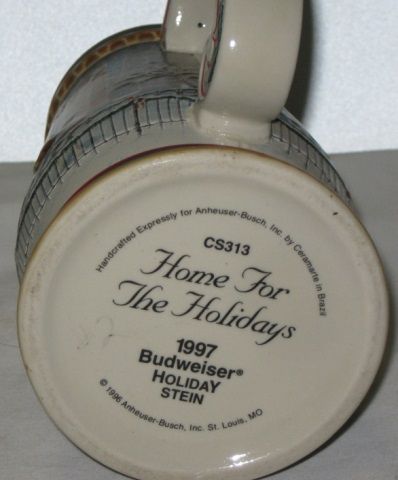 Handcrafted Expressly for Anheuser-Busch, Inc. by Ceramarte in Brazil
CS313
Home For
The Holidays
1997
Budweiser®
HOLIDAY
STEIN
© 1996 Anheuser-Busch, Inc. St. Louis, MO